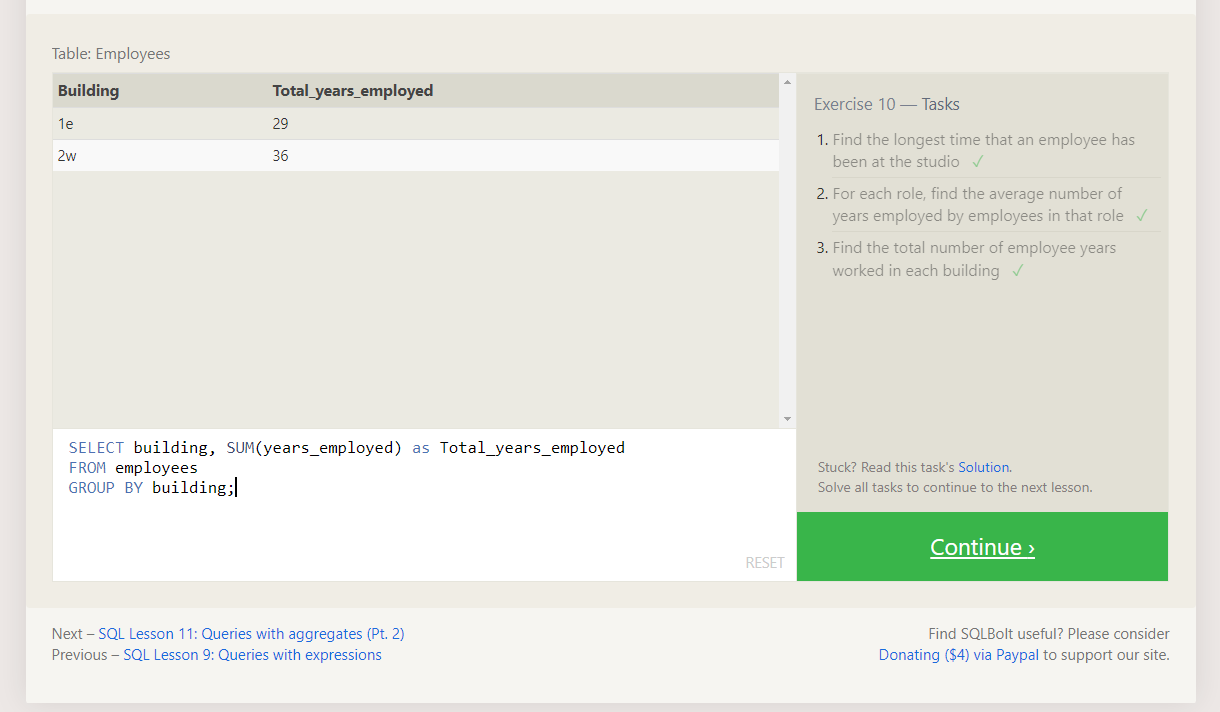 Table: Employees
Building Total_years_employed
1e 29
2w 36
SELECT building, SUM(years_employed) as Total_years_employed
FROM employees
GROUP BY building;
RESET
Exercise 10 — Tasks
1. Find the longest time that an employee has
been at the studio ✓
2. For each role, find the average number of
years employed by employees in that role ✓
3. Find the total number of employee years
worked in each building ✓
Stuck? Read this task's Solution.
Solve all tasks to continue to the next lesson.
Continue ›
Next – SQL Lesson 11: Queries with aggregates (Pt. 2)
Previous – SQL Lesson 9: Queries with expressions
Find SQLBolt useful? Please consider
Donating ($4) via Paypal to support our site.